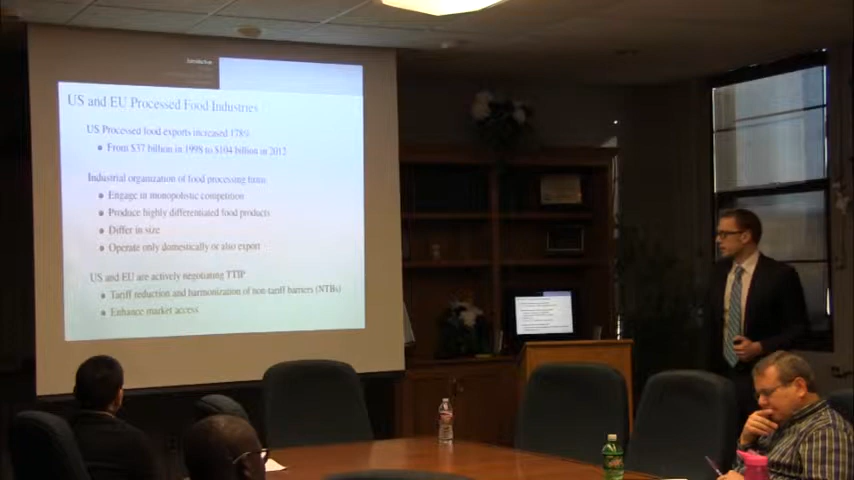 Introduction
US and EU Processed Food Industries
US Processed food exports increased 178%
From $37 billion in 1998 to $104 billion in 2012
Industrial organization of food processing firms
Engage in monopolistic competition
Produce highly differentiated food products
Differ in size
Operate only domestically or also export
US and EU are actively negotiating TTIP
Tariff reduction and harmonization of non-tariff barriers (NTBs)
Enhance market access